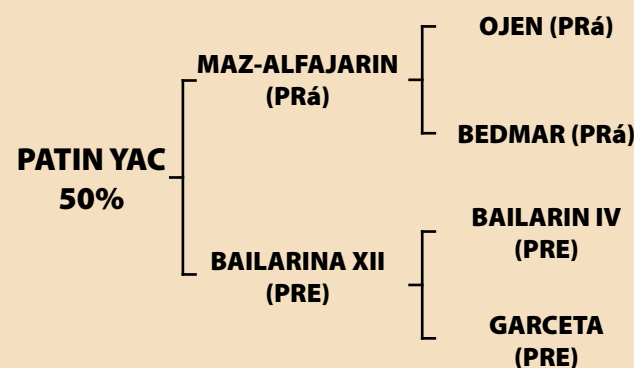 OJEN (PRá)
MAZ-ALFAJARIN
(PRá)
BEDMAR (PRá)
PATIN YAC
50%
BAILARIN IV
(PRE)
BAILARINA XII
(PRE)
GARCETA
(PRE)